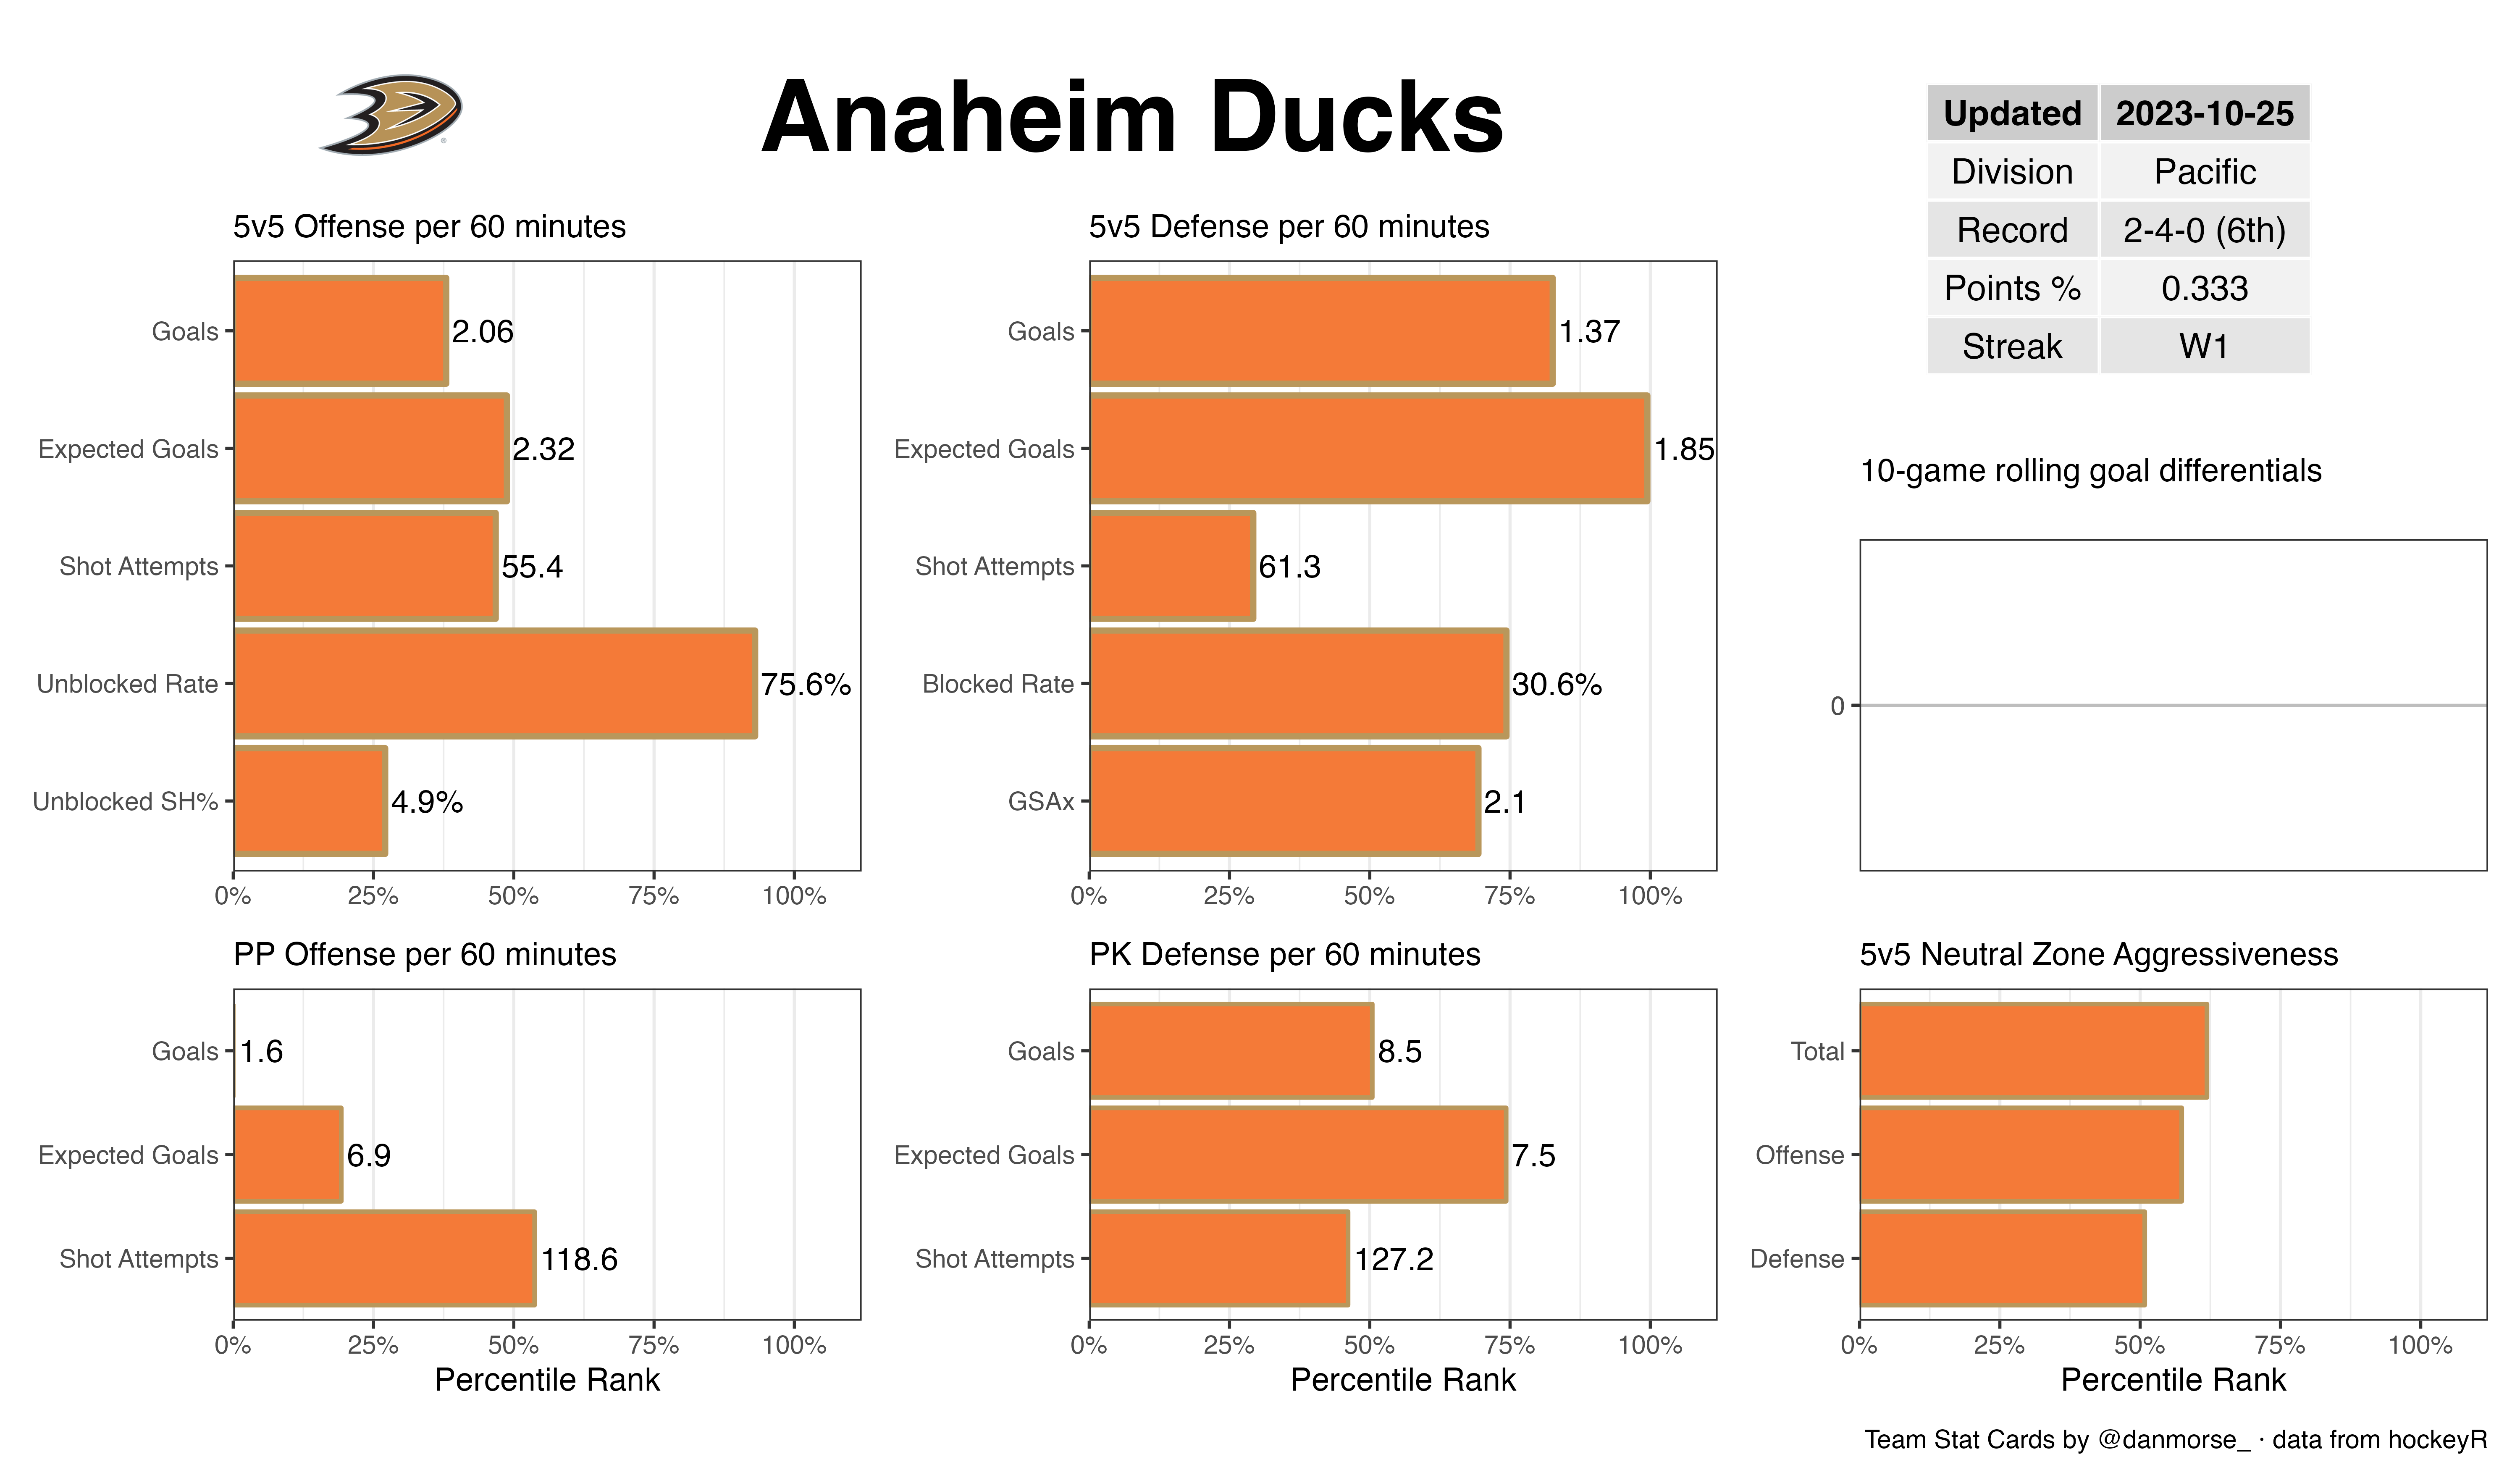 Anaheim Ducks
Updated 2023-10-25
Division Pacific
Record 2-4-0 (6th)
Points % 0.333
Streak W1
5v5 Offense per 60 minutes
Goals 2.06
Expected Goals 2.32
Shot Attempts 55.4
Unblocked Rate 75.6%
Unblocked SH% 4.9%
0% 25% 50% 75% 100%
5v5 Defense per 60 minutes
Goals 1.37
Expected Goals 1.85
Shot Attempts 61.3
Blocked Rate 30.6%
GSAx 2.1
0% 25% 50% 75% 100%
10-game rolling goal differentials
0
PP Offense per 60 minutes
Goals 1.6
Expected Goals 6.9
Shot Attempts 118.6
0% 25% 50% 75% 100%
Percentile Rank
PK Defense per 60 minutes
Goals 8.5
Expected Goals 7.5
Shot Attempts 127.2
0% 25% 50% 75% 100%
Percentile Rank
5v5 Neutral Zone Aggressiveness
Total
Offense
Defense
0% 25% 50% 75% 100%
Percentile Rank
Team Stat Cards by @danmorse_ · data from hockeyR